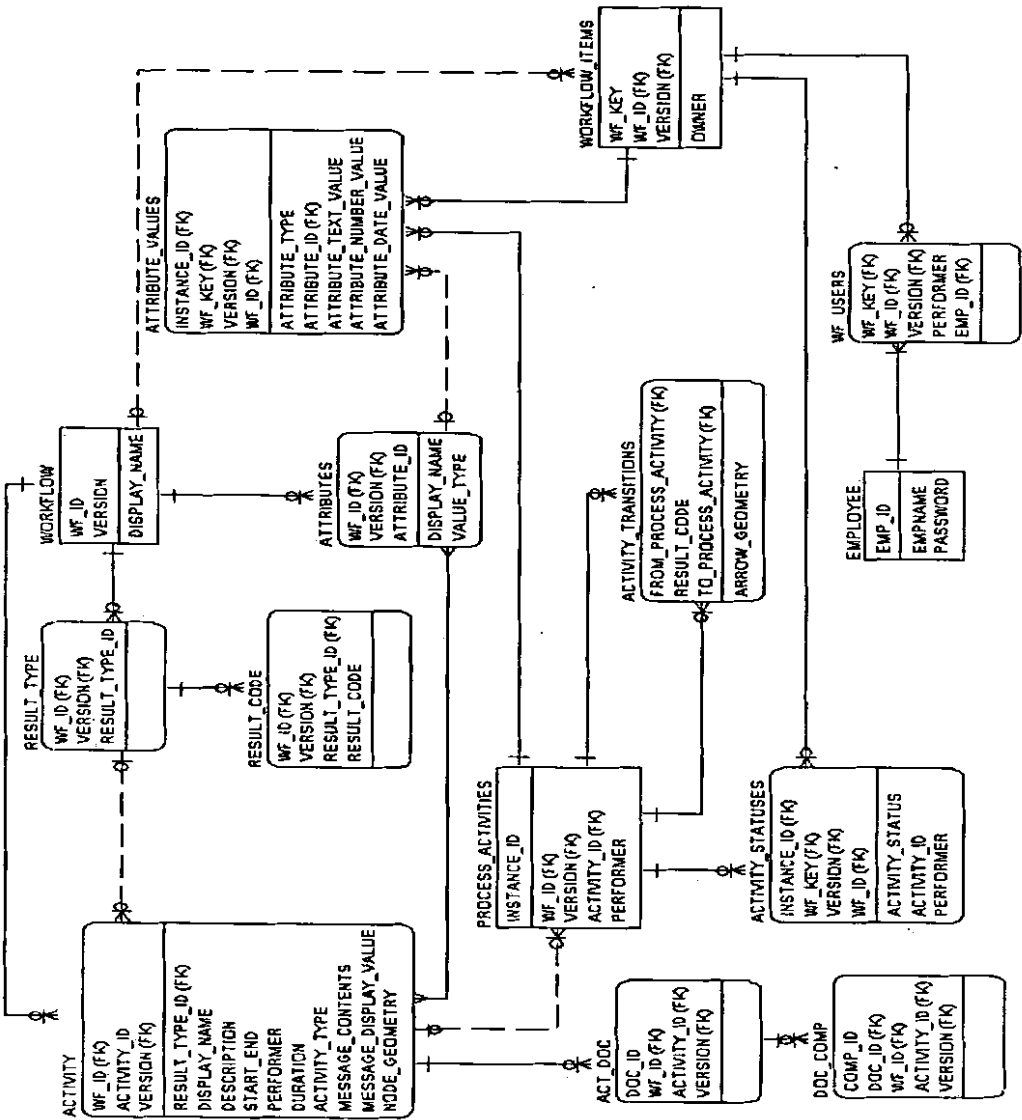 ACTIVITY
WF_ID (FK)
ACTIVITY_ID
VERSION (FK)
RESULT_TYPE_ID (FK)
DISPLAY_NAME
DESCRIPTION
START_END
PERFORMER
DURATION
ACTIVITY_TYPE
MESSAGE_CONTENTS
MESSAGE_DISPLAY_VALUE
NODE_GEOMETRY
RESULT_TYPE
WF_ID (FK)
VERSION (FK)
RESULT_TYPE_ID
WORKFLOW
WF_ID
VERSION
DISPLAY_NAME
ATTRIBUTE_VALUES
INSTANCE_ID (FK)
WF_KEY (FK)
VERSION (FK)
WF_ID (FK)
ATTRIBUTE_TYPE
ATTRIBUTE_ID (FK)
ATTRIBUTE_TEXT_VALUE
ATTRIBUTE_NUMBER_VALUE
ATTRIBUTE_DATE_VALUE
RESULT_CODE
WF_ID (FK)
VERSION (FK)
RESULT_TYPE_ID (FK)
RESULT_CODE
ATTRIBUTES
WF_ID (FK)
VERSION (FK)
ATTRIBUTE_ID
DISPLAY_NAME
VALUE_TYPE
PROCESS_ACTIVITIES
INSTANCE_ID
WF_ID (FK)
VERSION (FK)
ACTIVITY_ID (FK)
PERFORMER
ACTIVITY_TRANSITIONS
FROM_PROCESS_ACTIVITY (FK)
RESULT_CODE
TO_PROCESS_ACTIVITY (FK)
ARROW_GEOMETRY
WORKFLOW_ITEMS
WF_KEY
WF_ID (FK)
VERSION (FK)
OWNER
ACT_DOC
DOC_ID
WF_ID (FK)
ACTIVITY_ID (FK)
VERSION (FK)
ACTIVITY_STATUSES
INSTANCE_ID (FK)
WF_KEY (FK)
VERSION (FK)
WF_ID (FK)
ACTIVITY_STATUS
ACTIVITY_ID
PERFORMER
EMPLOYEE
EMP_ID
EMPNAME
PASSWORD
WF_USERS
WF_KEY (FK)
WF_ID (FK)
VERSION (FK)
PERFORMER
EMP_ID (FK)
DOC_COMP
COMP_ID
DOC_ID (FK)
WF_ID (FK)
ACTIVITY_ID (FK)
VERSION (FK)